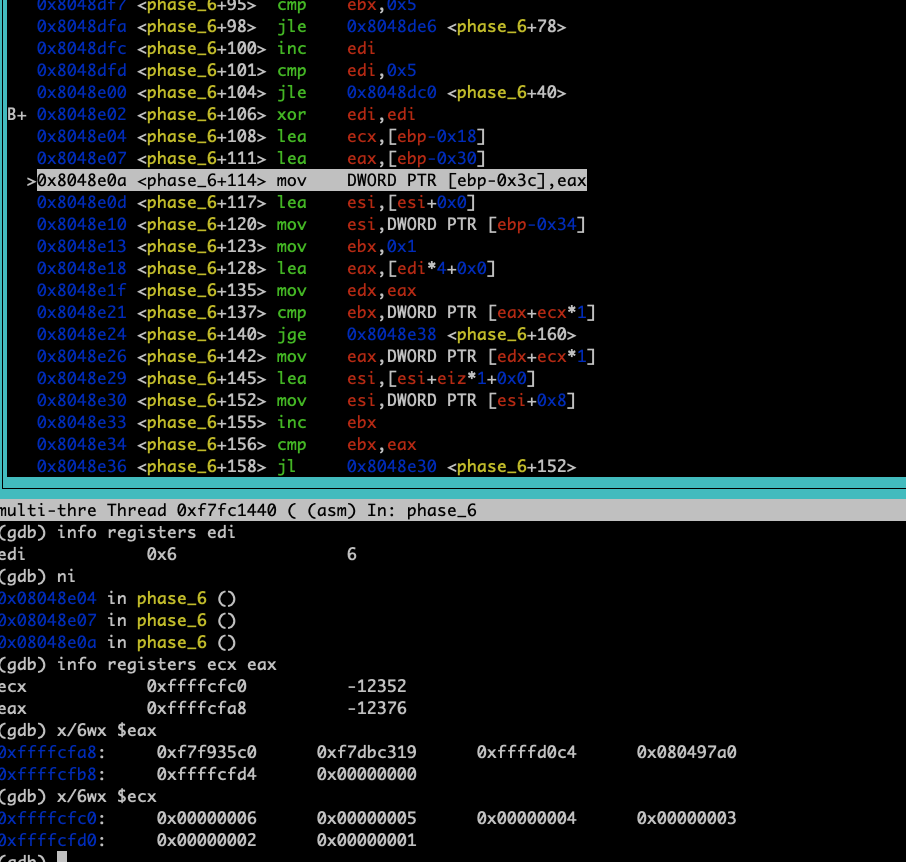 0x8048df7 <phase_6+95> cmp ebx,0x5
0x8048dfa <phase_6+98> jle 0x8048de6 <phase_6+78>
0x8048dfc <phase_6+100> inc edi
0x8048dfd <phase_6+101> cmp edi,0x5
0x8048e00 <phase_6+104> jle 0x8048dc0 <phase_6+40>
B+ 0x8048e02 <phase_6+106> xor edi,edi
0x8048e04 <phase_6+108> lea ecx,[ebp-0x18]
0x8048e07 <phase_6+111> lea eax,[ebp-0x30]
>0x8048e0a <phase_6+114> mov DWORD PTR [ebp-0x3c],eax
0x8048e0d <phase_6+117> lea esi,[esi+0x0]
0x8048e10 <phase_6+120> mov esi,DWORD PTR [ebp-0x34]
0x8048e13 <phase_6+123> mov ebx,0x1
0x8048e18 <phase_6+128> lea eax,[edi*4+0x0]
0x8048e1f <phase_6+135> mov edx,eax
0x8048e21 <phase_6+137> cmp ebx,DWORD PTR [eax+ecx*1]
0x8048e24 <phase_6+140> jge 0x8048e38 <phase_6+160>
0x8048e26 <phase_6+142> mov eax,DWORD PTR [edx+ecx*1]
0x8048e29 <phase_6+145> lea esi,[esi+eiz*1+0x0]
0x8048e30 <phase_6+152> mov esi,DWORD PTR [esi+0x8]
0x8048e33 <phase_6+155> inc ebx
0x8048e34 <phase_6+156> cmp ebx,eax
0x8048e36 <phase_6+158> jl 0x8048e30 <phase_6+152>
multi-thre Thread 0xf7fc1440 ( (asm) In: phase_6
(gdb) info registers edi
edi 0x6 6
(gdb) ni
0x08048e04 in phase_6 ()
0x08048e07 in phase_6 ()
0x08048e0a in phase_6 ()
(gdb) info registers ecx eax
ecx 0xffffcfc0 -12352
eax 0xffffcfa8 -12376
(gdb) x/6wx $eax
0xffffcfa8: 0xf7f935c0 0xf7dbc319 0xffffd0c4 0x080497a0
0xffffcfb8: 0xffffcfd4 0x00000000
(gdb) x/6wx $ecx
0xffffcfc0: 0x00000006 0x00000005 0x00000004 0x00000003
0xffffcfd0: 0x00000002 0x00000001
(gdb)